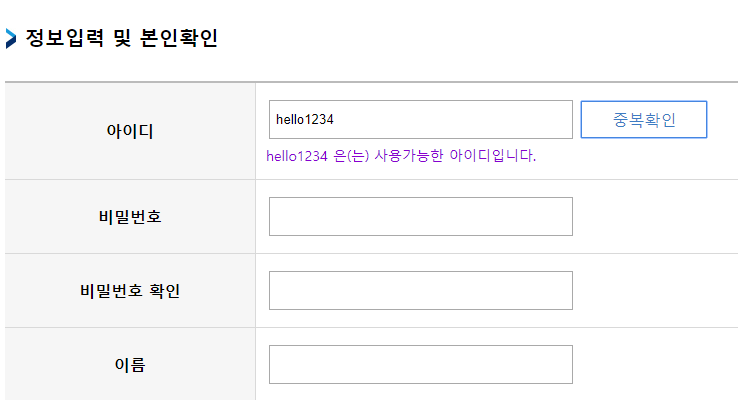 정보입력 및 본인확인
아이디
hello1234
중복확인
hello1234 은(는) 사용가능한 아이디입니다.
비밀번호
비밀번호 확인
이름